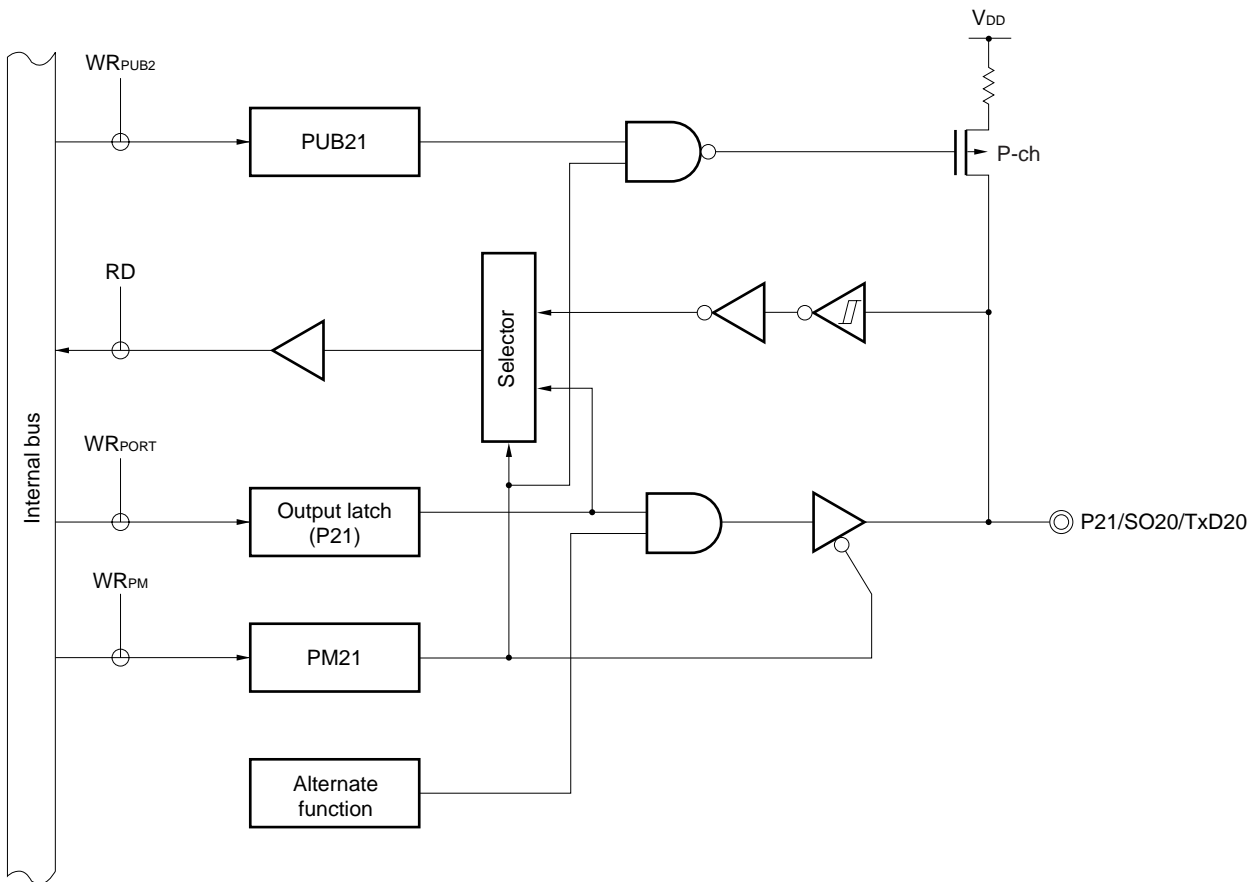 VDD
WRPUB2
PUB21
P-ch
RD
Selector
Internal bus
WRPORT
Output latch
(P21)
P21/SO20/TxD20
WRPM
PM21
Alternate
function